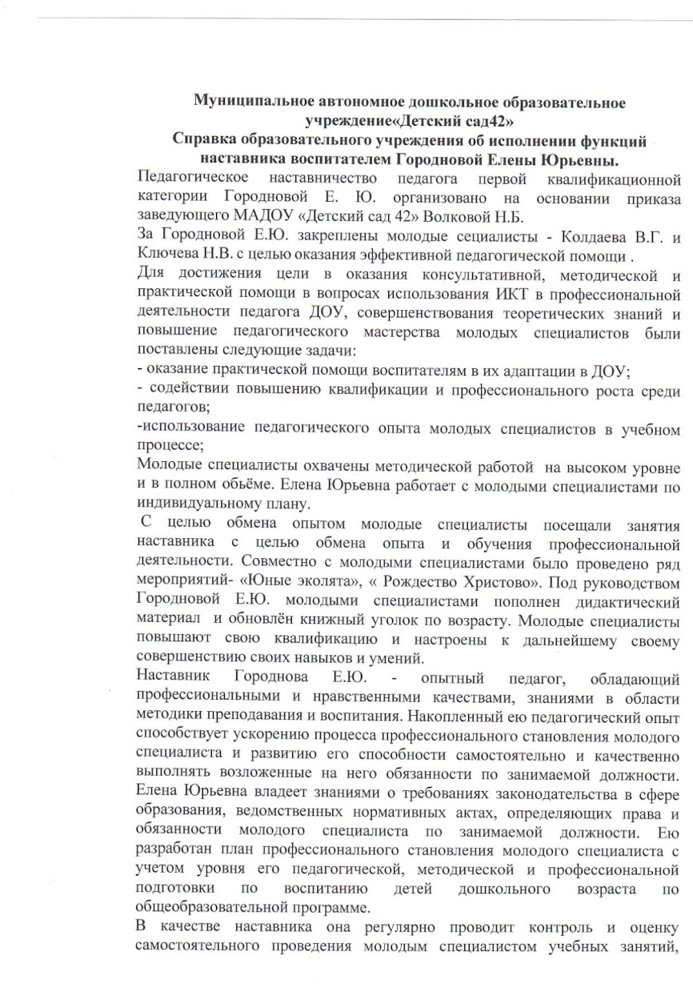 Муниципальное автономное дошкольное образовательное
учреждение«Детский сад42»
Справка образовательного учреждения об исполнении функций
наставника воспитателем Городновой Елены Юрьевны.
Педагогическое наставничество педагога первой квалификационной
категории Городновой Е. Ю. организовано на основании приказа
заведующего МАДОУ «Детский сад 42» Волковой Н.Б.
За Городновой Е.Ю. закреплены молодые сециалисты - Колдаева В.Г. и
Ключева Н.В. с целью оказания эффективной педагогической помощи .
Для достижения цели в оказания консультативной, методической и
практической помощи в вопросах использования ИКТ в профессиональной
деятельности педагога ДОУ, совершенствования теоретических знаний и
повышение педагогического мастерства молодых специалистов были
поставлены следующие задачи:
- оказание практической помощи воспитателям в их адаптации в ДОУ;
- содействии повышению квалификации и профессионального роста среди
педагогов;
-использование педагогического опыта молодых специалистов в учебном
процессе;
Молодые специалисты охвачены методической работой на высоком уровне
и в полном обьёме. Елена Юрьевна работает с молодыми специалистами по
индивидуальному плану.
С целью обмена опытом молодые специалисты посещали занятия
наставника с целью обмена опыта и обучения профессиональной
деятельности. Совместно с молодыми специалистами было проведено ряд
мероприятий- «Юные эколята», « Рождество Христово». Под руководством
Городновой Е.Ю. молодыми специалистами пополнен дидактический
материал и обновлён книжный уголок по возрасту. Молодые специалисты
повышают свою квалификацию и настроены к дальнейшему своему
совершенствию своих навыков и умений.
Наставник Городнова Е.Ю. - опытный педагог, обладающий
профессиональными и нравственными качествами, знаниями в области
методики преподавания и воспитания. Накопленный ею педагогический опыт
способствует ускорению процесса профессионального становления молодого
специалиста и развитию его способности самостоятельно и качественно
выполнять возложенные на него обязанности по занимаемой должности.
Елена Юрьевна владеет знаниями о требованиях законодательства в сфере
образования, ведомственных нормативных актах, определяющих права и
обязанности молодого специалиста по занимаемой должности. Ею
разработан план профессионального становления молодого специалиста с
учетом уровня его педагогической, методической и профессиональной
подготовки по воспитанию детей дошкольного возраста по
общеобразовательной программе.
В качестве наставника она регулярно проводит контроль и оценку
самостоятельного проведения молодым специалистом учебных занятий,